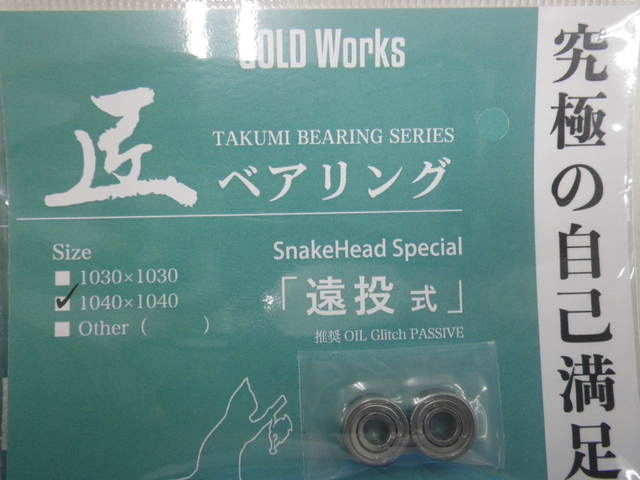 OLD Works
究極の自己満足
匠
TAKUMI BEARING SERIES
ベアリング
Size
1030×1030
1040×1040
Other (      )
SnakeHead Special
「遠投 式」
推奨 OIL Glitch PASSIVE